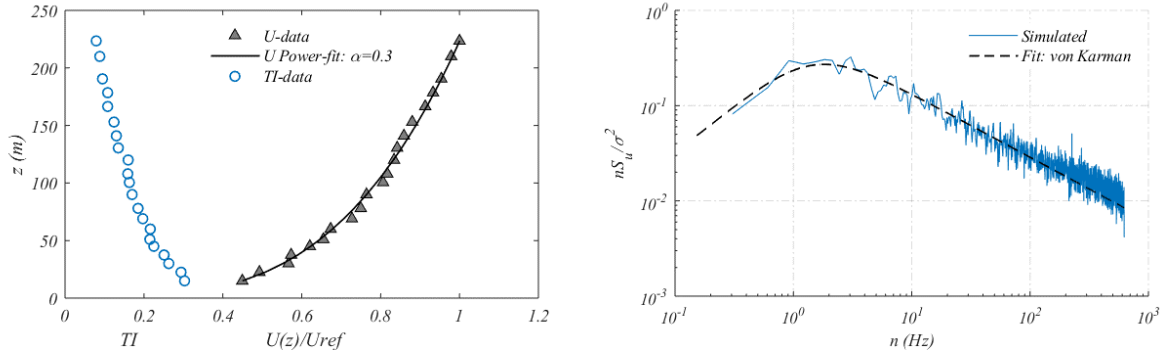 250
200
150
100
50
0
z (m)
U-data
U Power-fit: α=0.3
TI-data
0 0.2 0.4 0.6 0.8 1 1.2
TI U(z)/Uref
10^0
10^-1
10^-2
10^-3
nS_u/σ^2
Simulated
Fit: von Karman
10^-1 10^0 10^1 10^2 10^3
n (Hz)